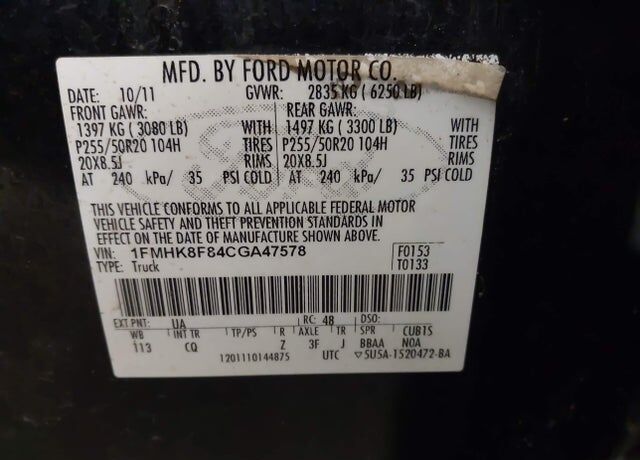 MFD. BY FORD MOTOR CO.
DATE: 10/11 GVWR: 2835 KG ( 6250 LB)
FRONT GAWR: REAR GAWR:
1397 KG ( 3080 LB) WITH 1497 KG ( 3300 LB) WITH
P255/50R20 104H TIRES P255/50R20 104H TIRES
20X8.5J RIMS 20X8.5J RIMS
AT 240 kPa/ 35 PSI COLD AT 240 kPa/ 35 PSI COLD
THIS VEHICLE CONFORMS TO ALL APPLICABLE FEDERAL MOTOR
VEHICLE SAFETY AND THEFT PREVENTION STANDARDS IN
EFFECT ON THE DATE OF MANUFACTURE SHOWN ABOVE.
VIN: 1FMHK8F84CGA47578 F0153
TYPE: Truck T0133
EXT PNT: UA RC: 48 DSO:
WB INT TR TP/PS R AXLE TR SPR CUB1S
113 CQ Z 3F J BBAA NOA
1201110144875 UTC ▽5U5A-1520472-BA